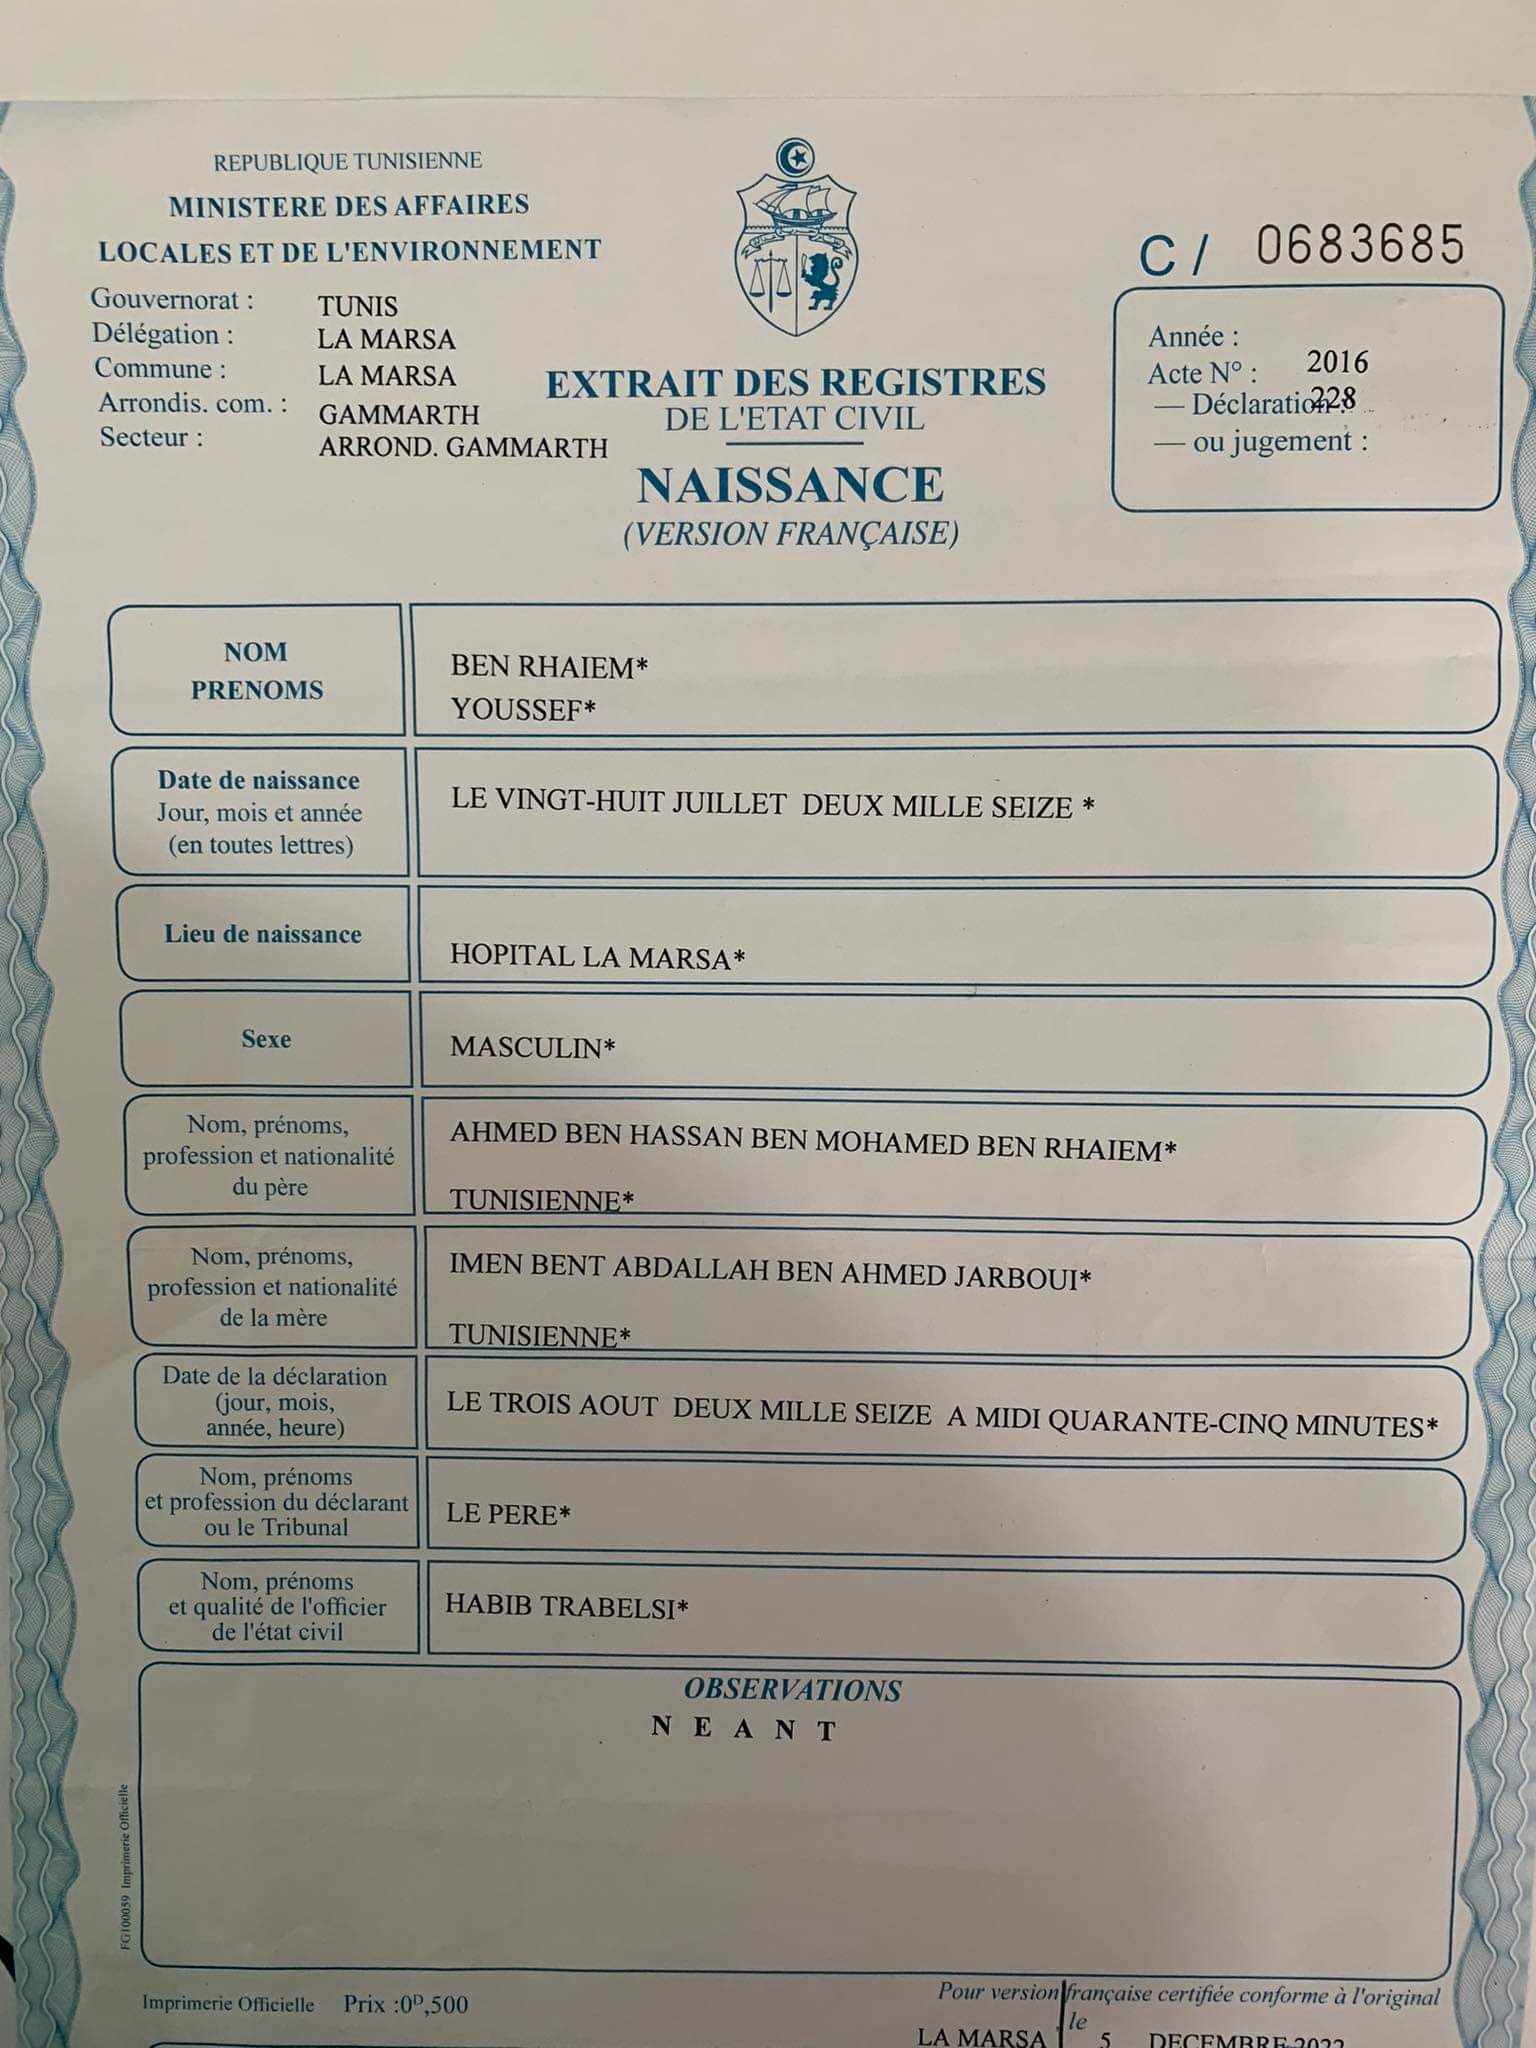 REPUBLIQUE TUNISIENNE
MINISTERE DES AFFAIRES
LOCALES ET DE L'ENVIRONNEMENT
Gouvernorat : TUNIS
Délégation : LA MARSA
Commune : LA MARSA
Arrondis. com. : GAMMARTH
Secteur : ARROND. GAMMARTH
EXTRAIT DES REGISTRES
DE L'ETAT CIVIL
NAISSANCE
(VERSION FRANÇAISE)
C/ 0683685
Année : 2016
Acte N° :
— Déclaration : 228
— ou jugement :
NOM BEN RHAIEM*
PRENOMS YOUSSEF*
Date de naissance
Jour, mois et année
(en toutes lettres)
LE VINGT-HUIT JUILLET DEUX MILLE SEIZE *
Lieu de naissance
HOPITAL LA MARSA*
Sexe
MASCULIN*
Nom, prénoms,
profession et nationalité
du père
AHMED BEN HASSAN BEN MOHAMED BEN RHAIEM*
TUNISIENNE*
Nom, prénoms,
profession et nationalité
de la mère
IMEN BENT ABDALLAH BEN AHMED JARBOUI*
TUNISIENNE*
Date de la déclaration
(jour, mois,
année, heure)
LE TROIS AOUT DEUX MILLE SEIZE A MIDI QUARANTE-CINQ MINUTES*
Nom, prénoms
et profession du déclarant
ou le Tribunal
LE PERE*
Nom, prénoms
et qualité de l'officier
de l'état civil
HABIB TRABELSI*
OBSERVATIONS
N E A N T
FG100059 Imprimerie Officielle
Imprimerie Officielle Prix :0D,500
Pour version française certifiée conforme à l'original
LA MARSA, le 5 DECEMBRE 2022